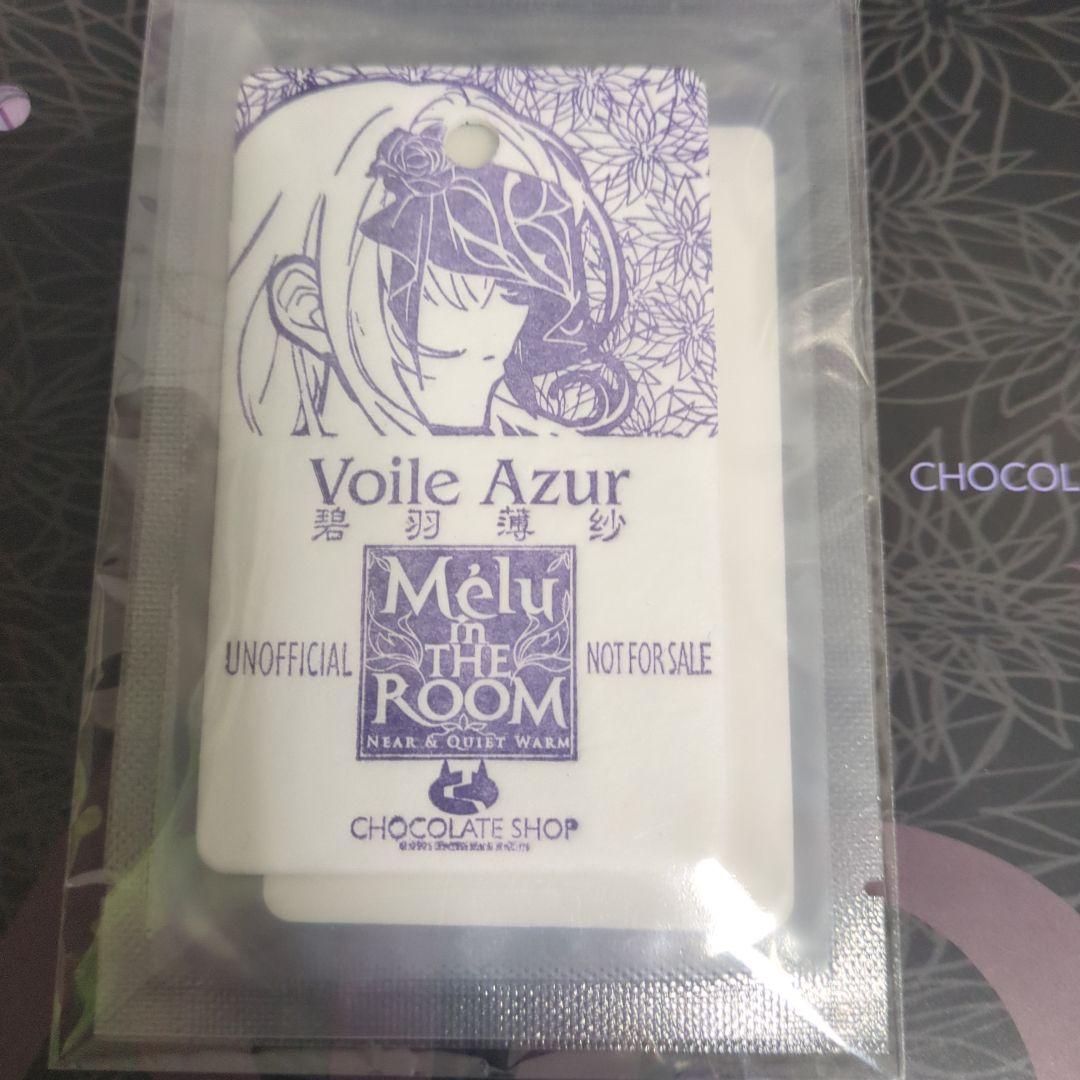 Voile Azur
碧羽薄纱
Mélu
in
THE
ROOM
NEAR & QUIET WARM
UNOFFICIAL
NOT FOR SALE
CHOCOLATE SHOP
CHOCOL